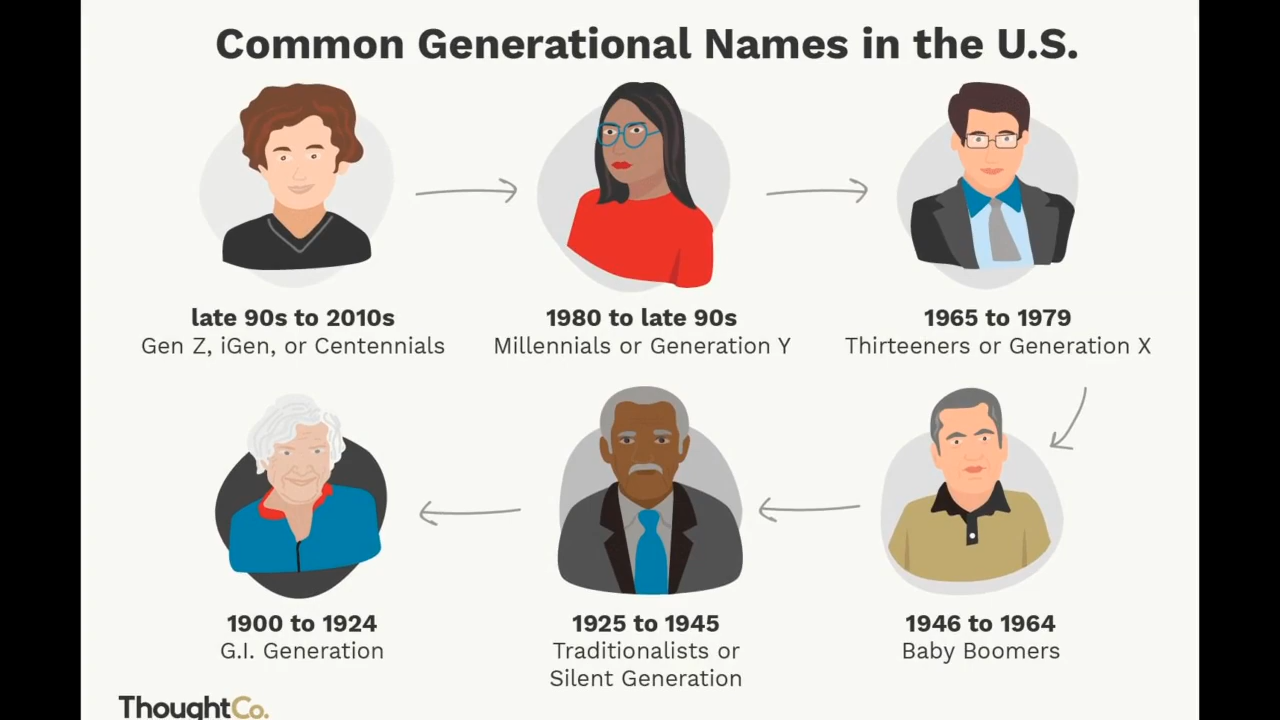 Common Generational Names in the U.S.
late 90s to 2010s
Gen Z, iGen, or Centennials
1980 to late 90s
Millennials or Generation Y
1965 to 1979
Thirteeners or Generation X
1900 to 1924
G.I. Generation
1925 to 1945
Traditionalists or
Silent Generation
1946 to 1964
Baby Boomers
ThoughtCo.